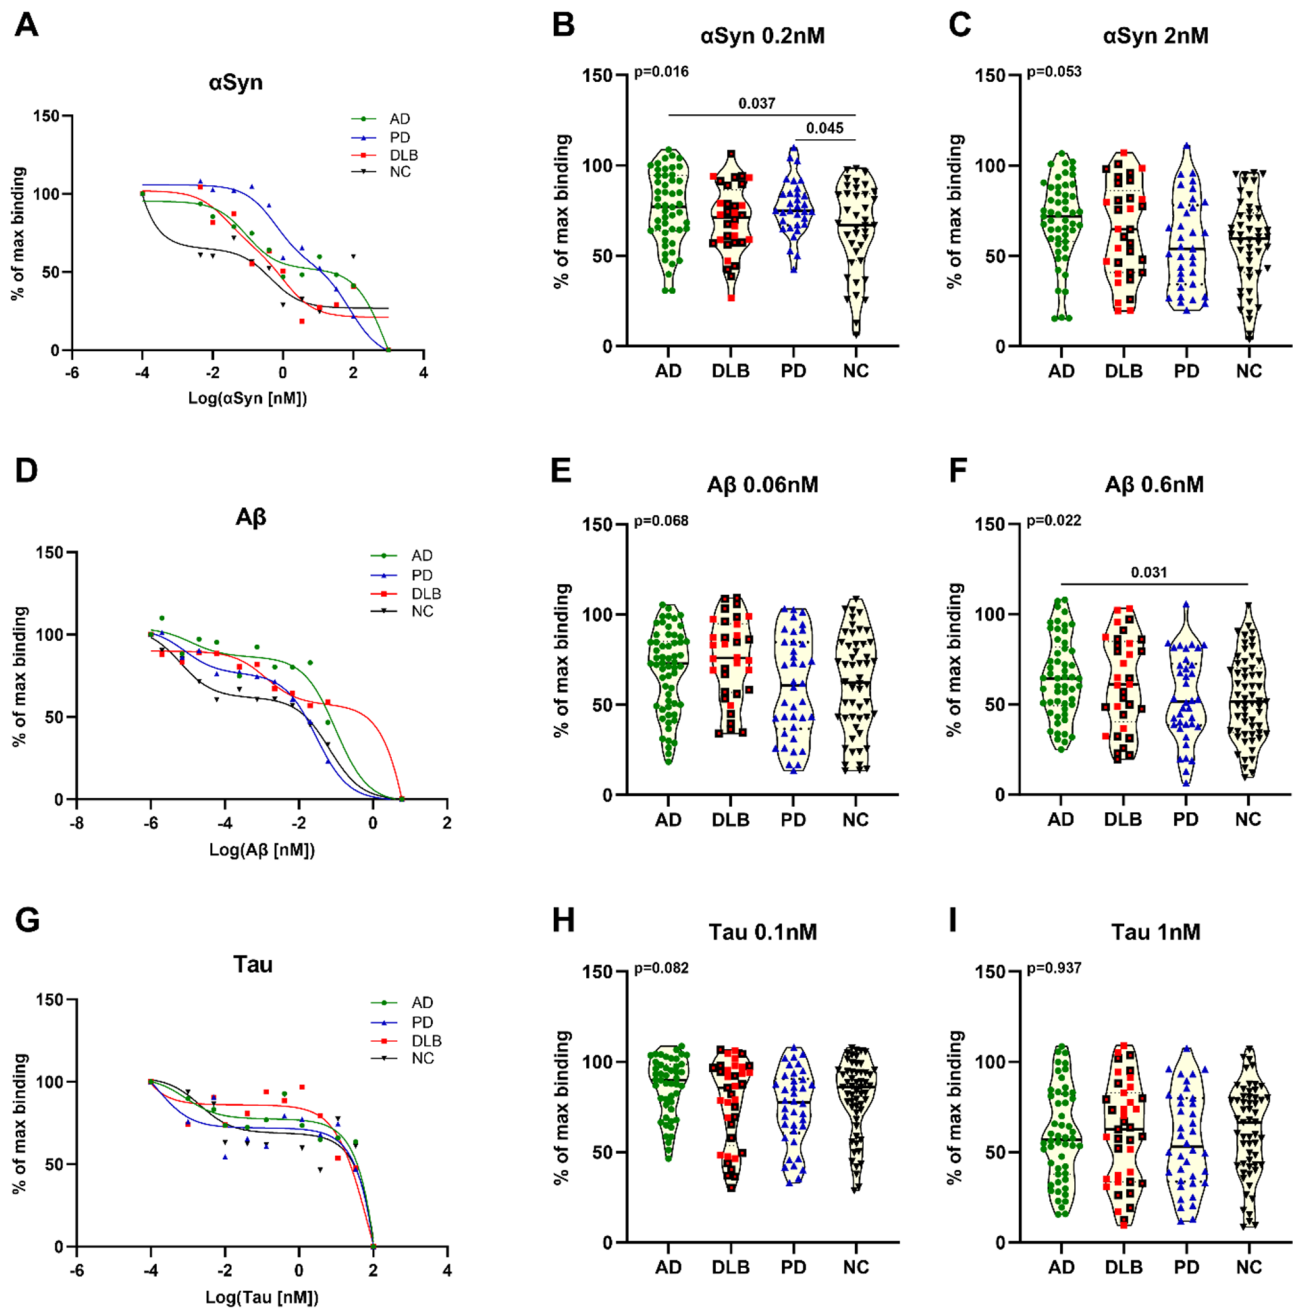 A
αSyn
150
100
50
0
-6
-4
-2
0
2
4
% of max binding
Log(αSyn [nM])
AD
PD
DLB
NC
B
αSyn 0.2nM
p=0.016
0.037
0.045
150
100
50
0
% of max binding
AD
DLB
PD
NC
C
αSyn 2nM
p=0.053
150
100
50
0
% of max binding
AD
DLB
PD
NC
D
Aβ
150
100
50
0
-8
-6
-4
-2
0
2
% of max binding
Log(Aβ [nM])
AD
PD
DLB
NC
E
Aβ 0.06nM
p=0.068
150
100
50
0
% of max binding
AD
DLB
PD
NC
F
Aβ 0.6nM
p=0.022
0.031
150
100
50
0
% of max binding
AD
DLB
PD
NC
G
Tau
150
100
50
0
-6
-4
-2
0
2
4
% of max binding
Log(Tau [nM])
AD
PD
DLB
NC
H
Tau 0.1nM
p=0.082
150
100
50
0
% of max binding
AD
DLB
PD
NC
I
Tau 1nM
p=0.937
150
100
50
0
% of max binding
AD
DLB
PD
NC